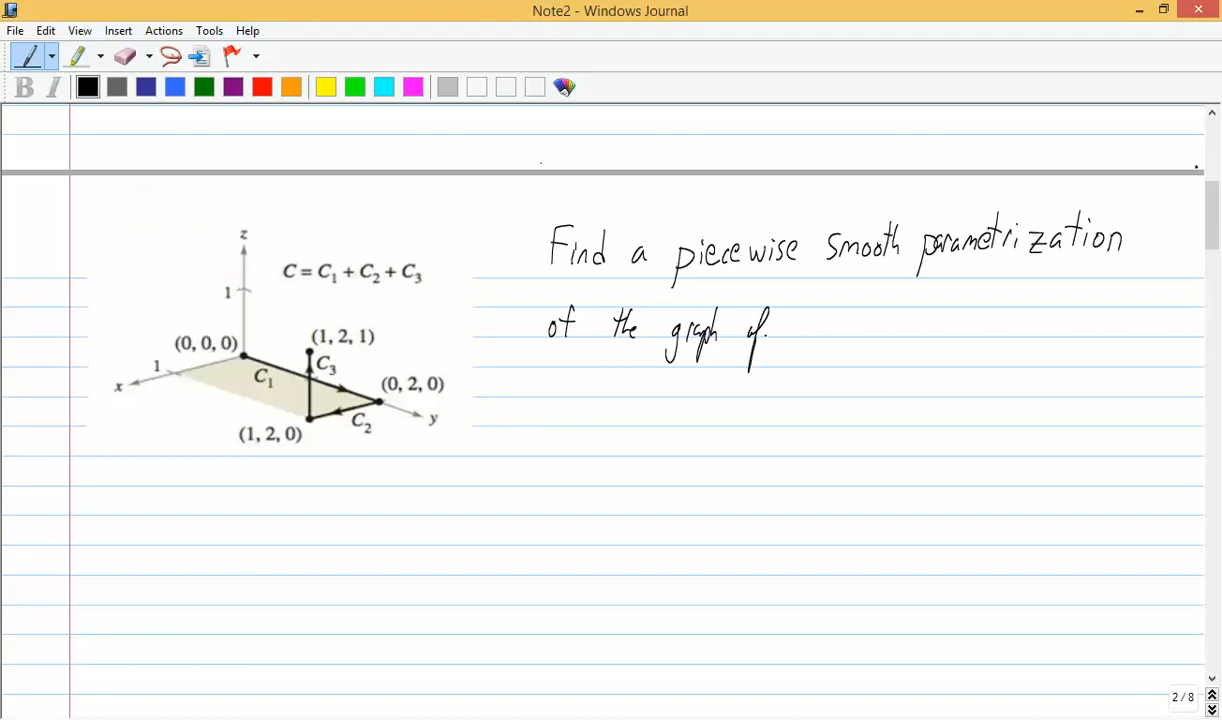 Note2 - Windows Journal
File Edit View Insert Actions Tools Help
B I
Find a piecewise smooth parametrization
of the graph of
z
C = C1 + C2 + C3
1
(0, 0, 0)
(1, 2, 1)
1
C3
x
C1
(0, 2, 0)
C2
y
(1, 2, 0)
2 / 8